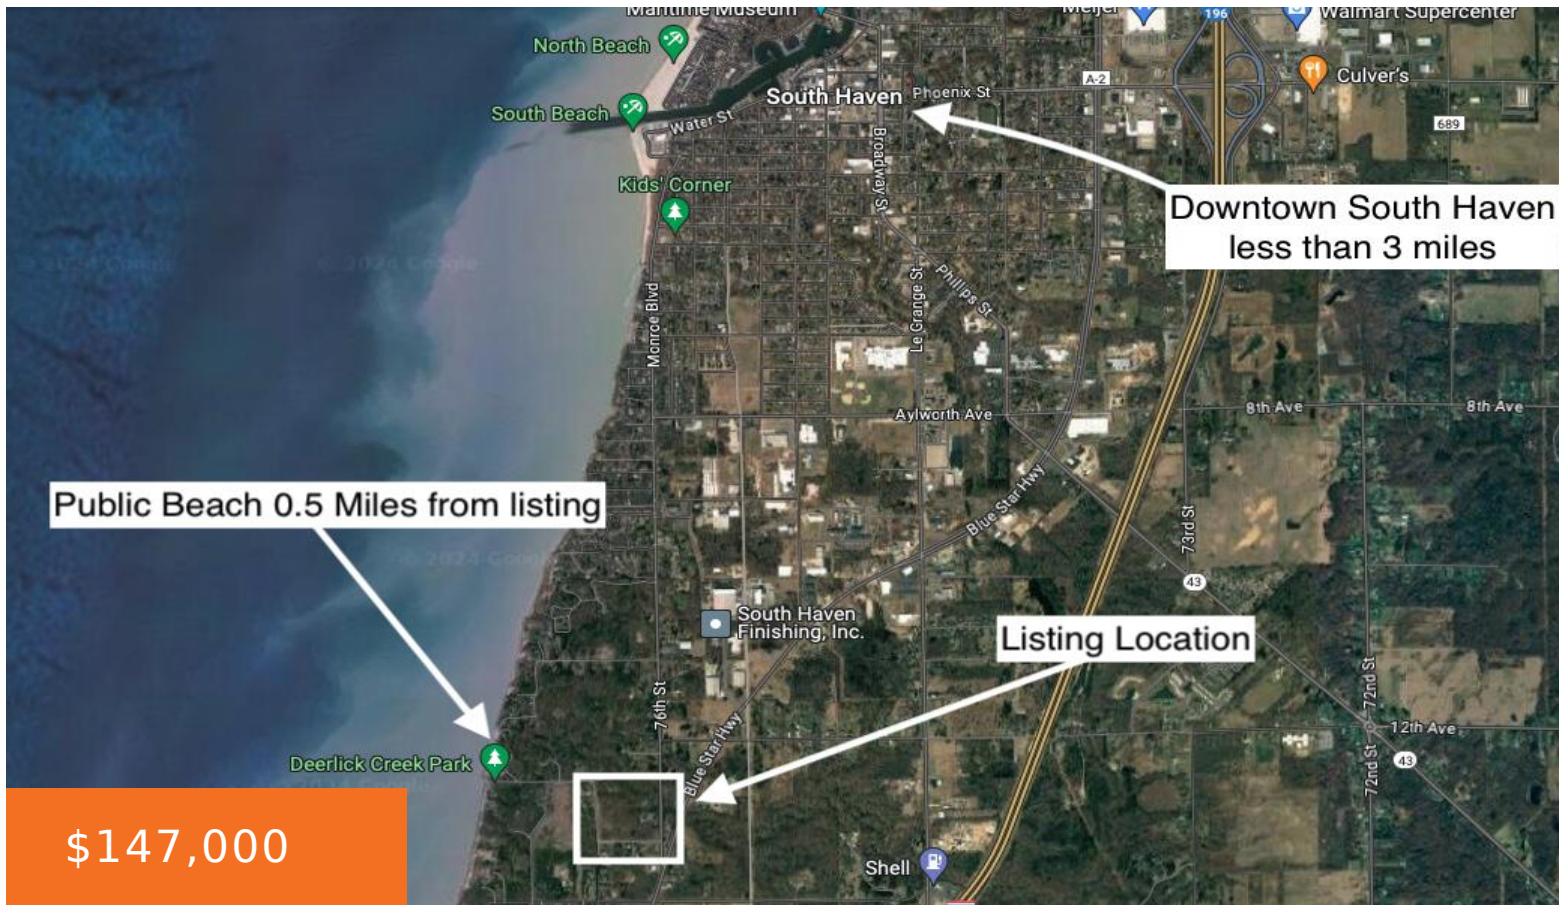 Maritime Museum
Meijer
196
Walmart Supercenter
North Beach
Culver's
A-2
South Haven
Phoenix St
South Beach
Water St
689
Broadway St
Kids' Corner
Downtown South Haven
less than 3 miles
© 2024 Google
Monroe Blvd
Le Grange St
Phillips St
Aylworth Ave
8th Ave
8th Ave
Public Beach 0.5 Miles from listing
Blue Star Hwy
73rd St
© 2024 Google
43
South Haven
Finishing, Inc.
Listing Location
76th St
72nd St
12th Ave
Blue Star Hwy
Deerlick Creek Park
72nd St
43
$147,000
Shell